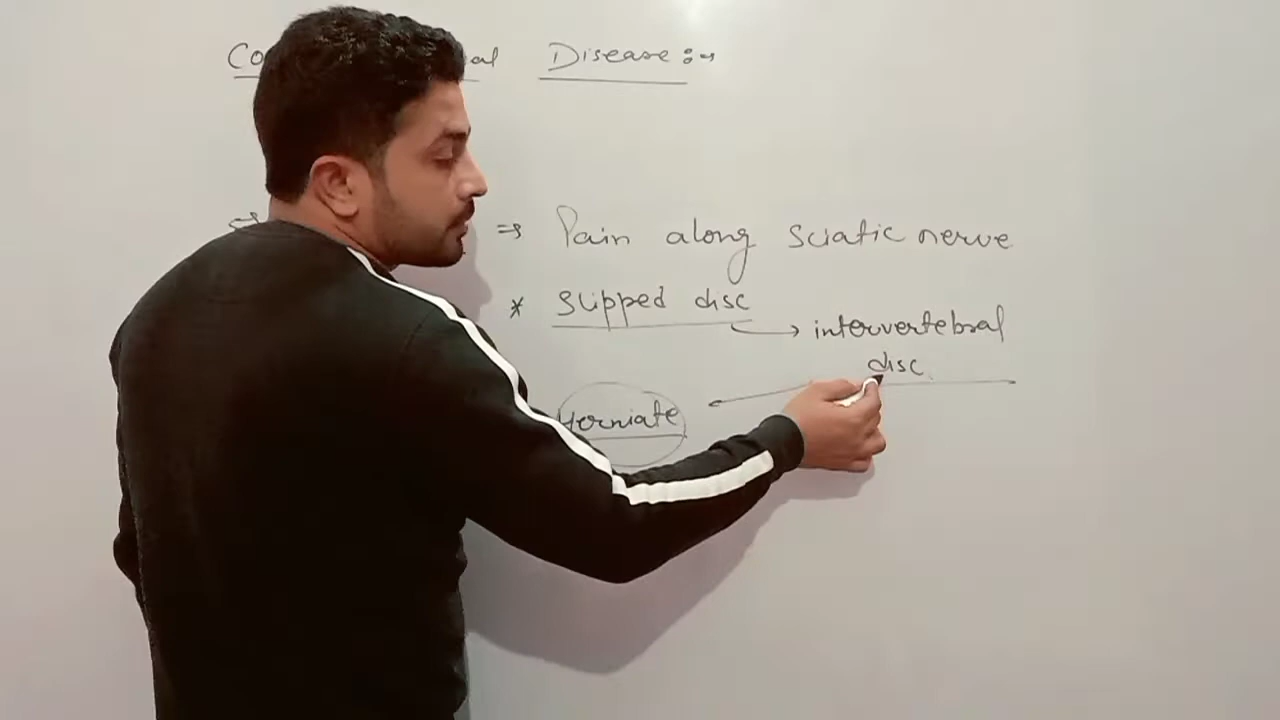 Disease :-
⇒ Pain along sciatic nerve
* slipped disc
intervertebral
disc.
Herniate